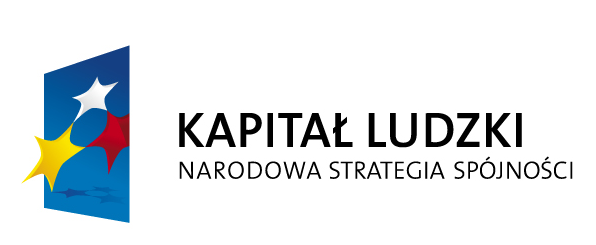 KAPITAŁ LUDZKI
NARODOWA STRATEGIA SPÓJNOŚCI